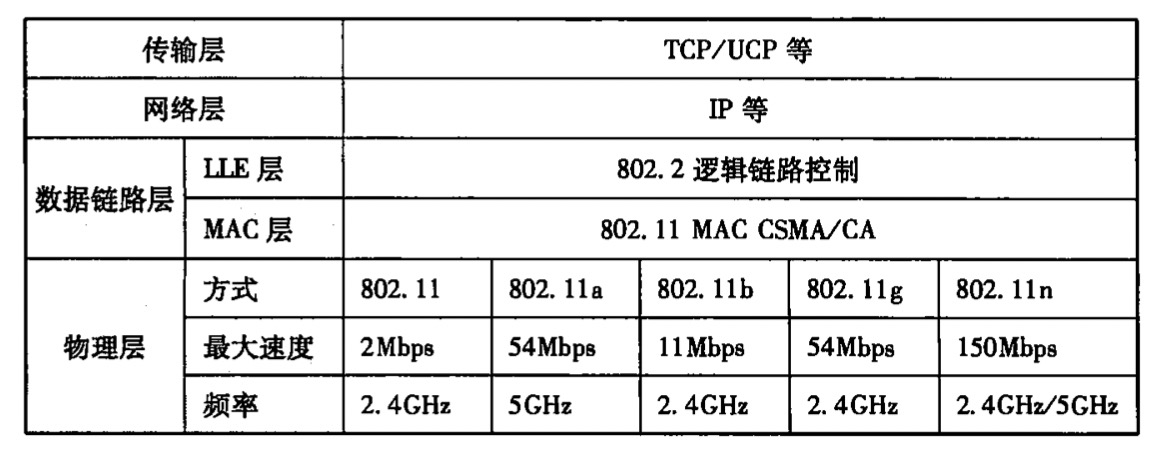 传输层 TCP/UCP 等
网络层 IP 等
数据链路层 LLE 层 802.2 逻辑链路控制
MAC 层 802.11 MAC CSMA/CA
物理层 方式 802.11 802.11a 802.11b 802.11g 802.11n
最大速度 2Mbps 54Mbps 11Mbps 54Mbps 150Mbps
频率 2.4GHz 5GHz 2.4GHz 2.4GHz 2.4GHz/5GHz